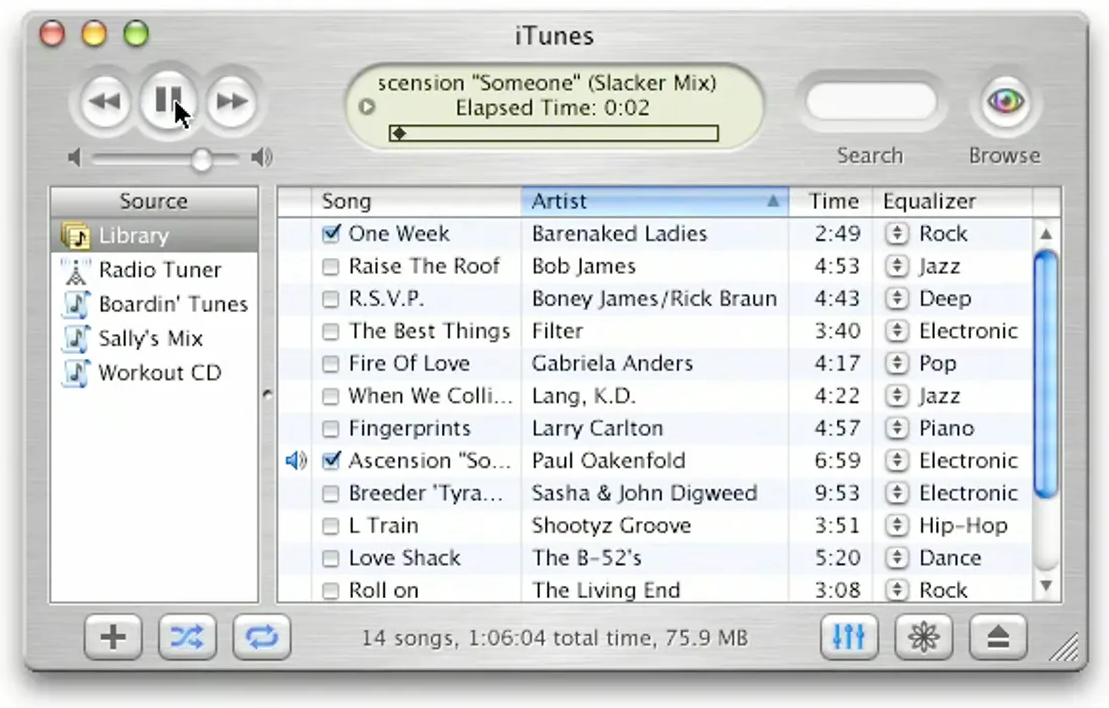 iTunes
scension "Someone" (Slacker Mix)
Elapsed Time: 0:02
Search
Browse
Source
Library
Radio Tuner
Boardin' Tunes
Sally's Mix
Workout CD
Song Artist Time Equalizer
One Week Barenaked Ladies 2:49 Rock
Raise The Roof Bob James 4:53 Jazz
R.S.V.P. Boney James/Rick Braun 4:43 Deep
The Best Things Filter 3:40 Electronic
Fire Of Love Gabriela Anders 4:17 Pop
When We Colli... Lang, K.D. 4:22 Jazz
Fingerprints Larry Carlton 4:57 Piano
Ascension "So... Paul Oakenfold 6:59 Electronic
Breeder 'Tyra... Sasha & John Digweed 9:53 Electronic
L Train Shootyz Groove 3:51 Hip-Hop
Love Shack The B-52's 5:20 Dance
Roll on The Living End 3:08 Rock
14 songs, 1:06:04 total time, 75.9 MB